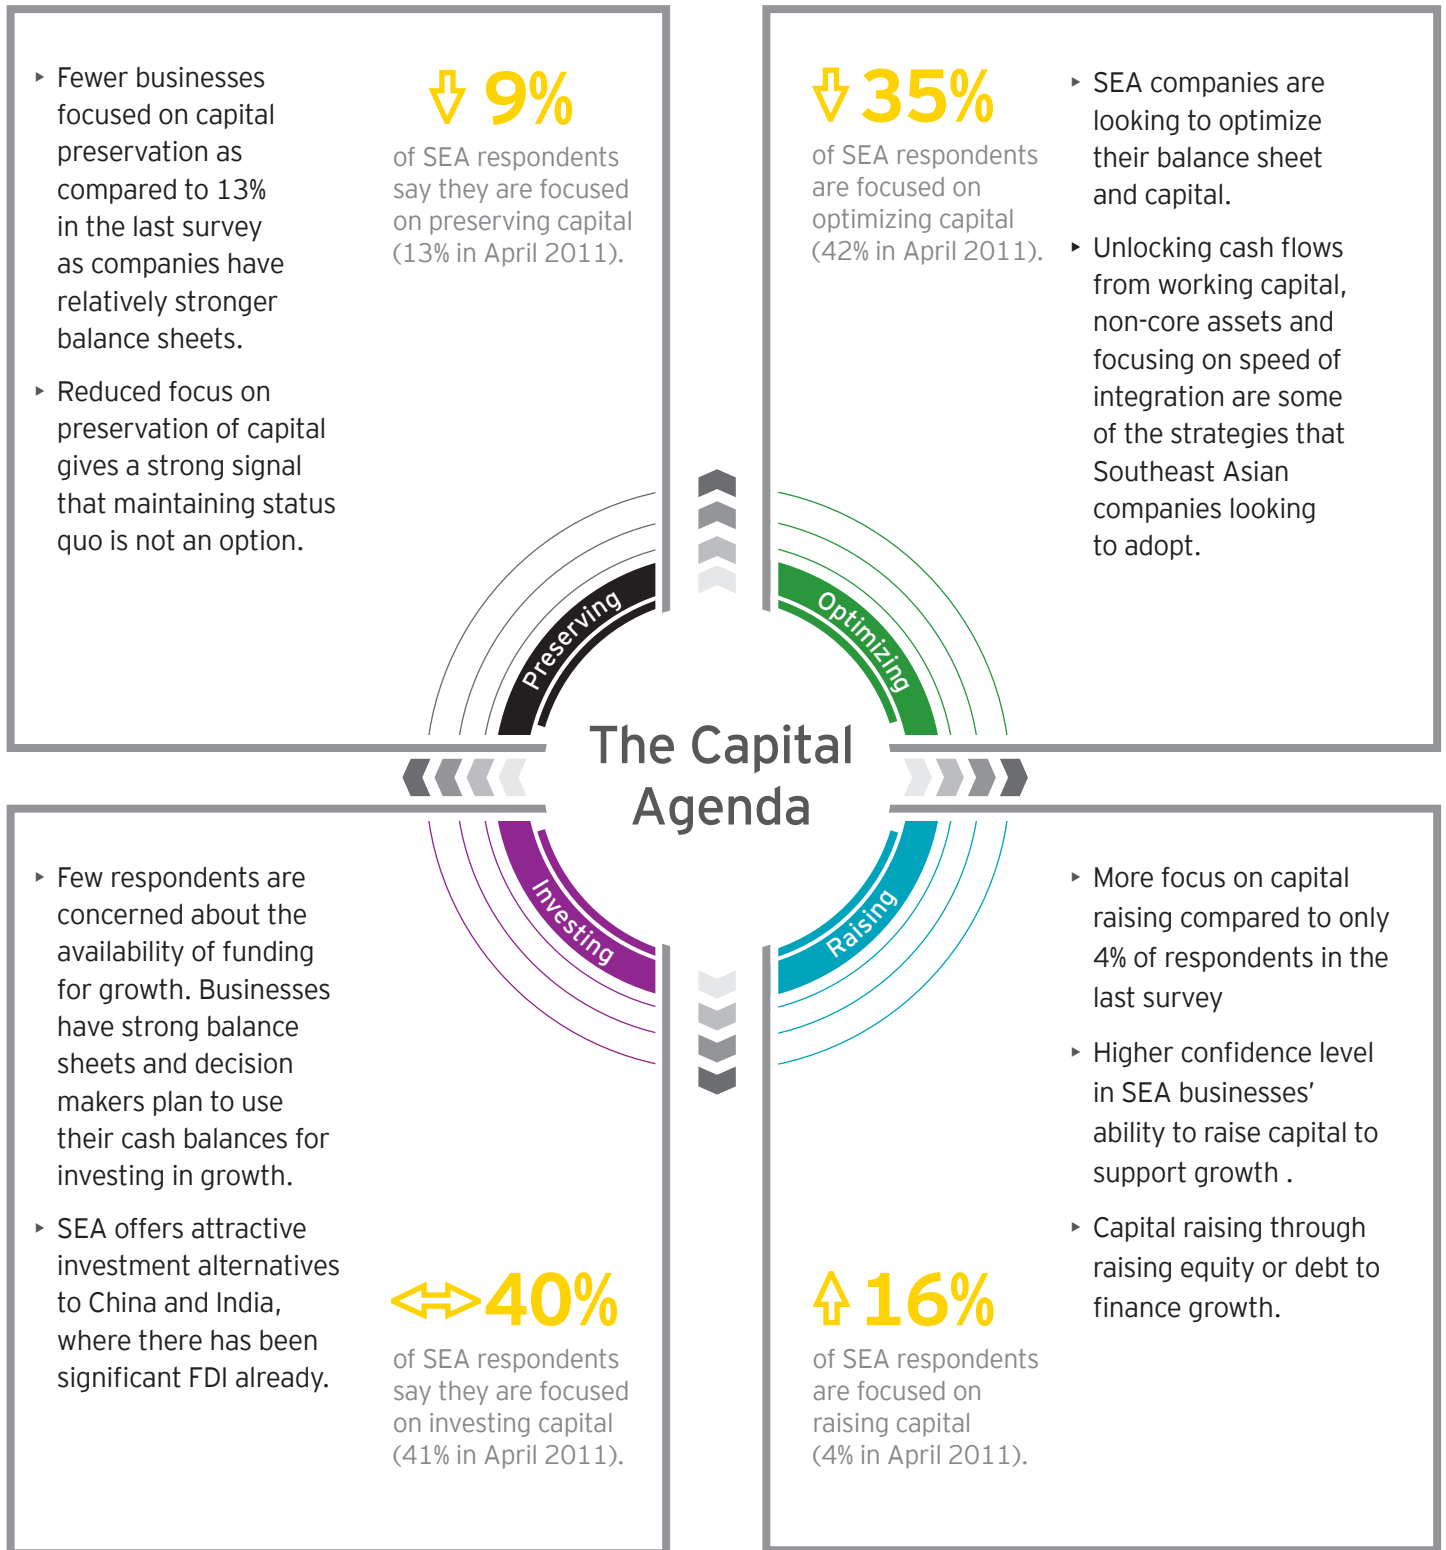 ▸ Fewer businesses
focused on capital
preservation as
compared to 13%
in the last survey
as companies have
relatively stronger
balance sheets.
▸ Reduced focus on
preservation of capital
gives a strong signal
that maintaining status
quo is not an option.
9%
of SEA respondents
say they are focused
on preserving capital
(13% in April 2011).
35%
of SEA respondents
are focused on
optimizing capital
(42% in April 2011).
▸ SEA companies are
looking to optimize
their balance sheet
and capital.
▸ Unlocking cash flows
from working capital,
non-core assets and
focusing on speed of
integration are some
of the strategies that
Southeast Asian
companies looking
to adopt.
Preserving
Optimizing
The Capital
Agenda
Investing
Raising
▸ Few respondents are
concerned about the
availability of funding
for growth. Businesses
have strong balance
sheets and decision
makers plan to use
their cash balances for
investing in growth.
▸ SEA offers attractive
investment alternatives
to China and India,
where there has been
significant FDI already.
40%
of SEA respondents
say they are focused
on investing capital
(41% in April 2011).
16%
of SEA respondents
are focused on
raising capital
(4% in April 2011).
▸ More focus on capital
raising compared to only
4% of respondents in the
last survey
▸ Higher confidence level
in SEA businesses’
ability to raise capital to
support growth .
▸ Capital raising through
raising equity or debt to
finance growth.